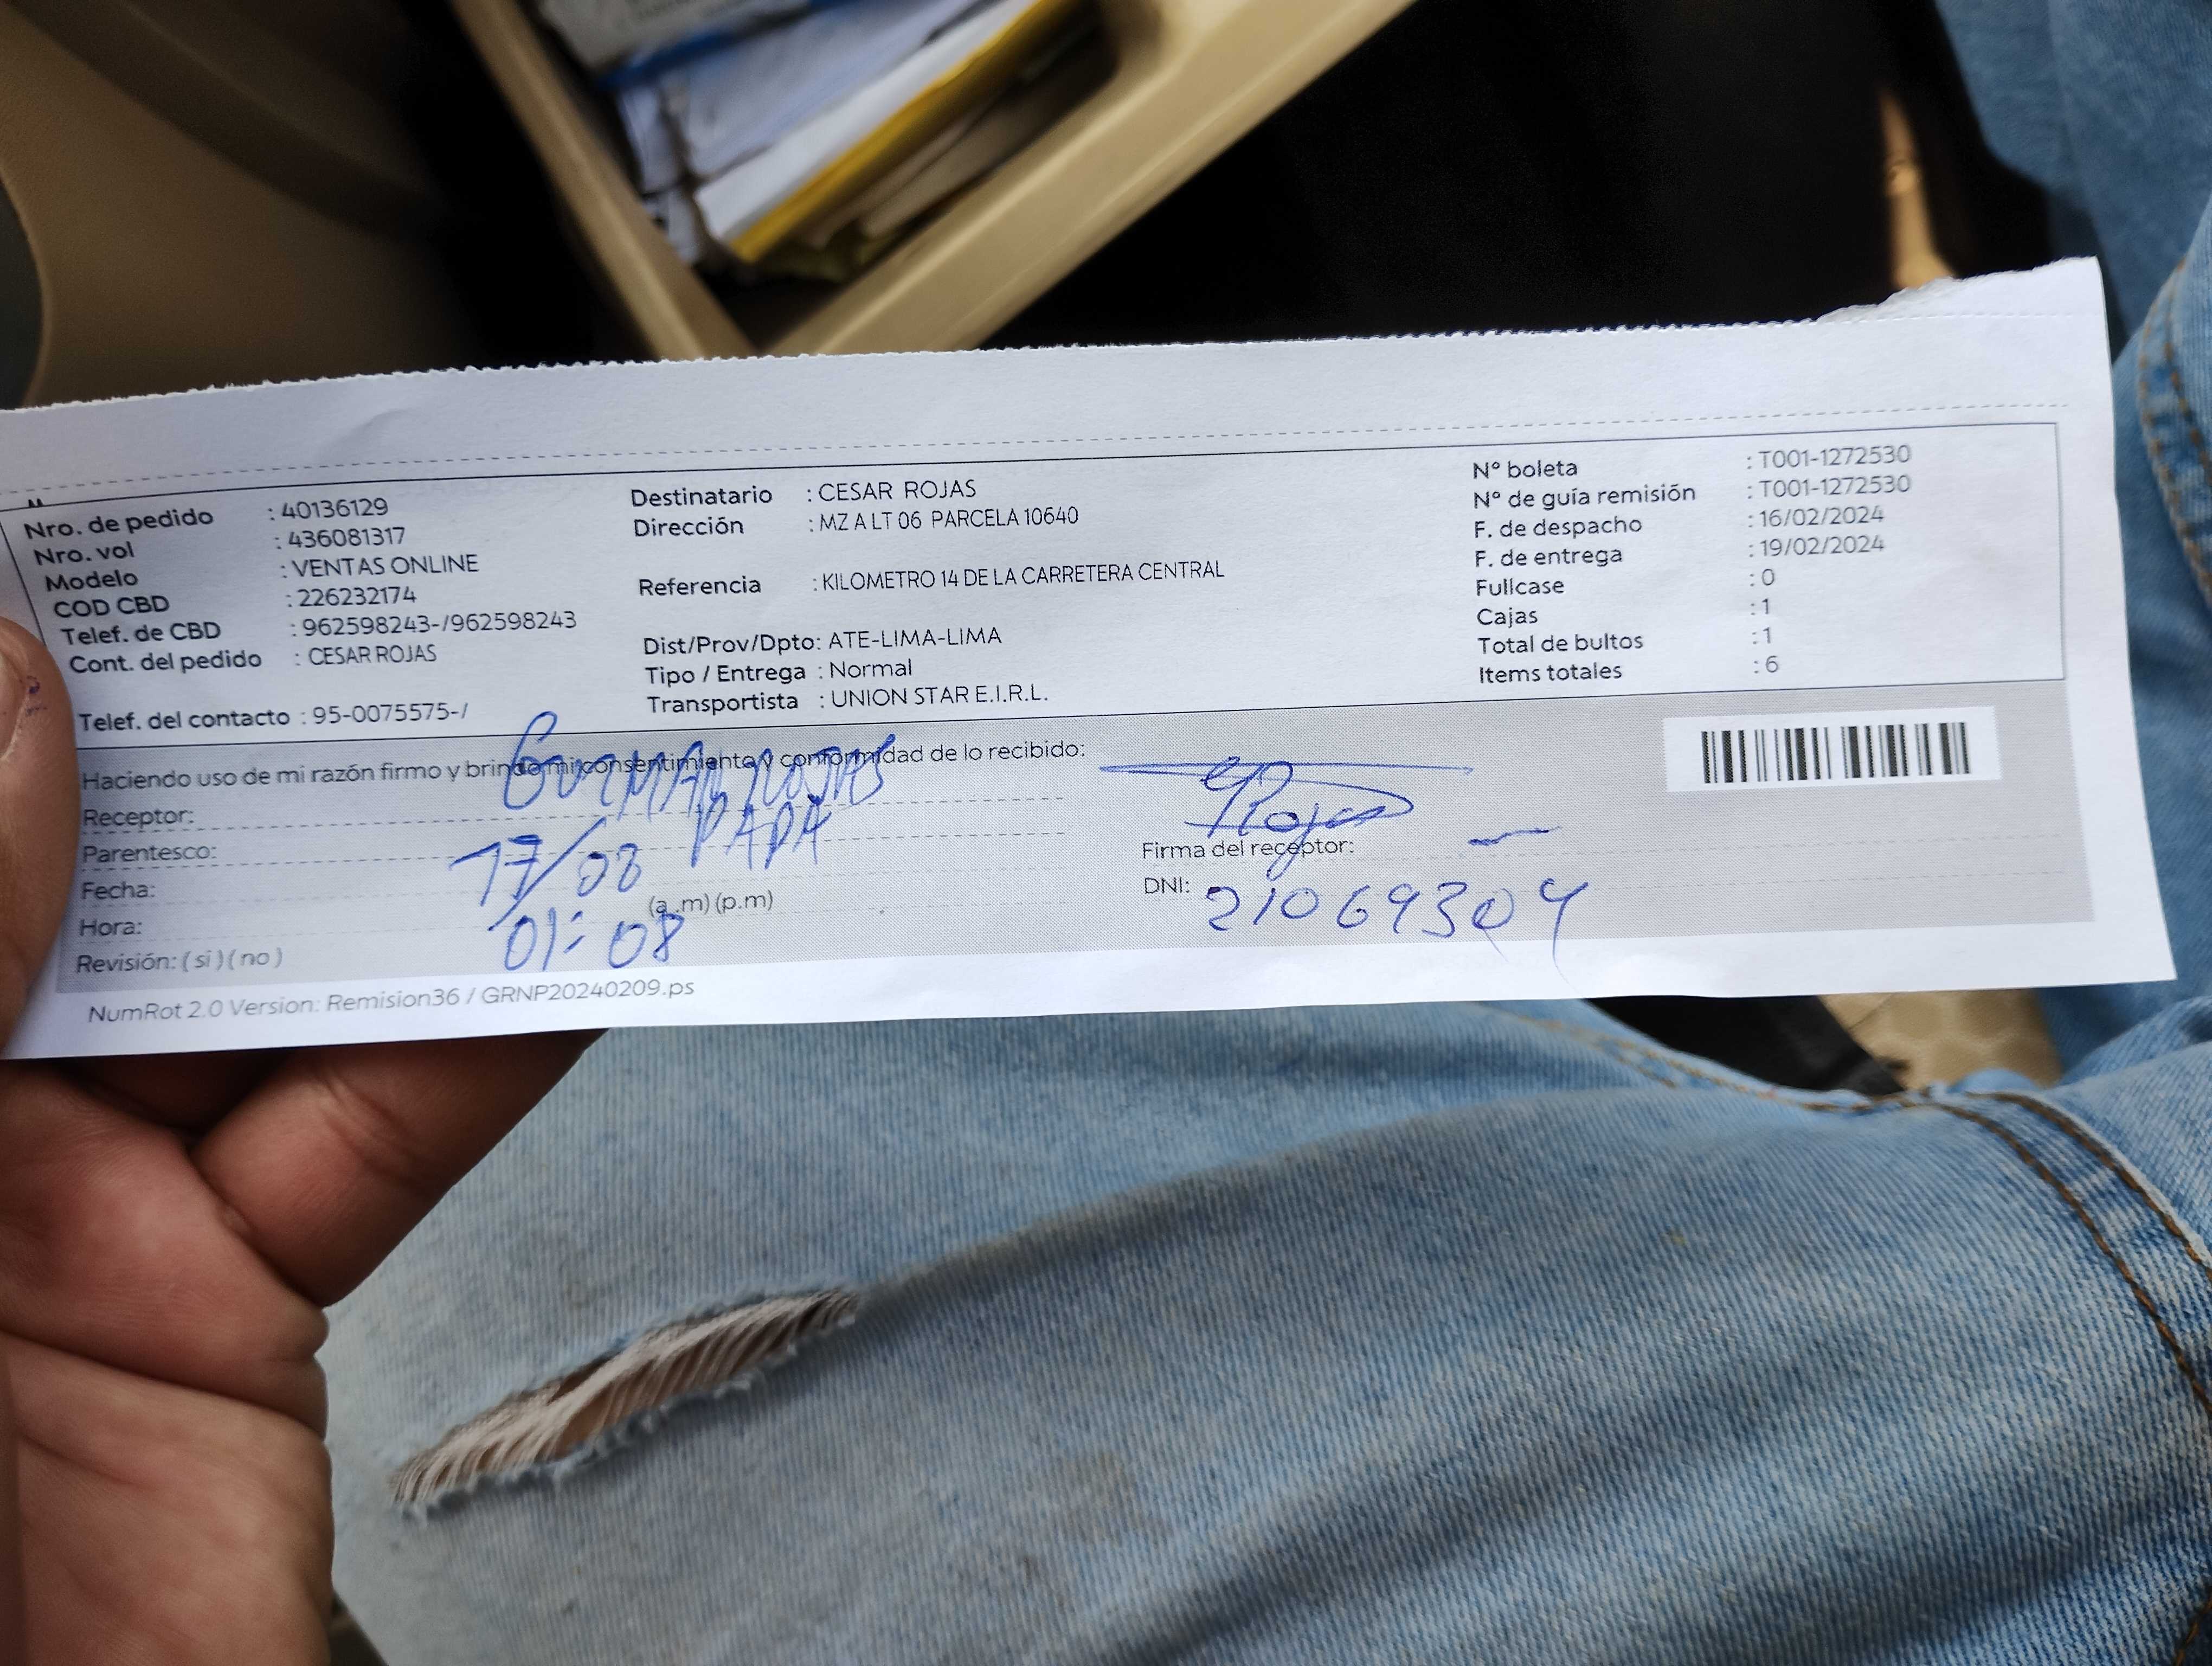 Nro. de pedido : 40136129
Nro. vol : 436081317
Modelo : VENTAS ONLINE
COD CBD : 226232174
Telef. de CBD : 962598243-/962598243
Cont. del pedido : CESAR ROJAS
Telef. del contacto : 95-0075575-/
Destinatario : CESAR ROJAS
Dirección : MZ A LT 06 PARCELA 10640
Referencia : KILOMETRO 14 DE LA CARRETERA CENTRAL
Dist/Prov/Dpto: ATE-LIMA-LIMA
Tipo / Entrega : Normal
Transportista : UNION STAR E.I.R.L.
N° boleta : T001-1272530
N° de guía remisión : T001-1272530
F. de despacho : 16/02/2024
F. de entrega : 19/02/2024
Fullcase : 0
Cajas : 1
Total de bultos : 1
Items totales : 6
Haciendo uso de mi razón firmo y brindo mi consentimiento y conformidad de lo recibido:
Receptor: ROJAS
Parentesco: PAPA
Fecha: 17/02
Hora: 01:08 (a .m) (p.m)
Revisión: ( si ) ( no )
Rojas
Firma del receptor:
DNI: 21069304
NumRot 2.0 Version: Remision36 / GRNP20240209.ps